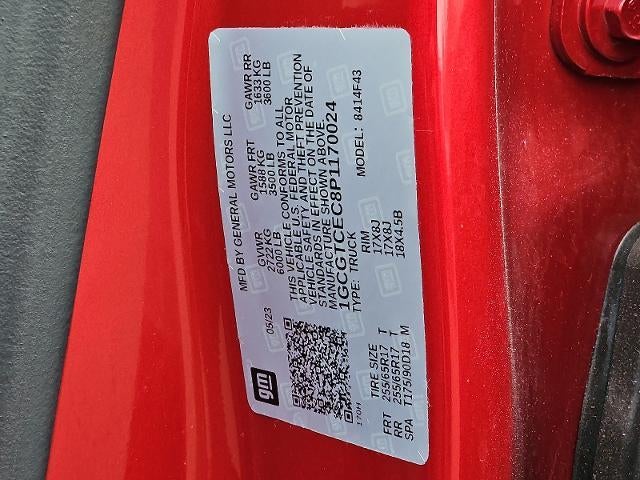 gm
05/23
MFD BY GENERAL MOTORS LLC
GVWR GAWR FRT GAWR RR
2722 KG 1588 KG 1633 KG
6000 LB 3500 LB 3600 LB
THIS VEHICLE CONFORMS TO ALL
APPLICABLE U.S. FEDERAL MOTOR
VEHICLE SAFETY AND THEFT PREVENTION
STANDARDS IN EFFECT ON THE DATE OF
MANUFACTURE SHOWN ABOVE.
1GCGTCEC8P1170024
TYPE: TRUCK MODEL: 8414F43
170H
TIRE SIZE RIM
FRT 255/65R17 T 17X8J
RR 255/65R17 T 17X8J
SPA T175/90D18 M 18X4.5B